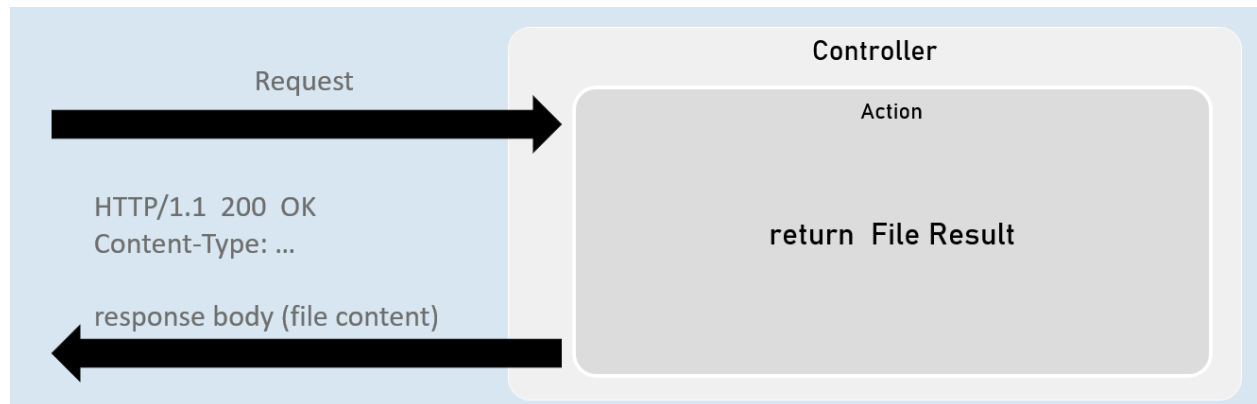 Controller
Request
Action
HTTP/1.1 200 OK
Content-Type: ...
return File Result
response body (file content)